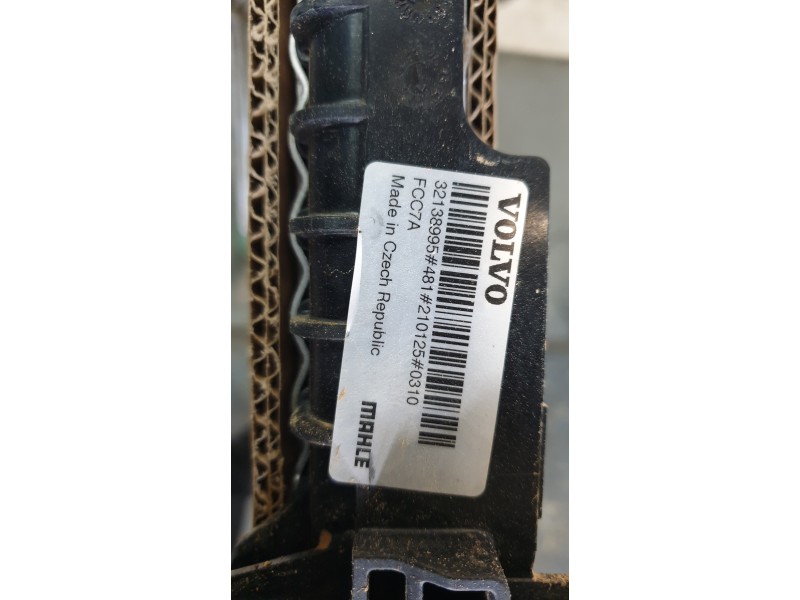 VOLVO
32138995#481#210125#0310
FCC7A
Made in Czech Republic
MAHLE